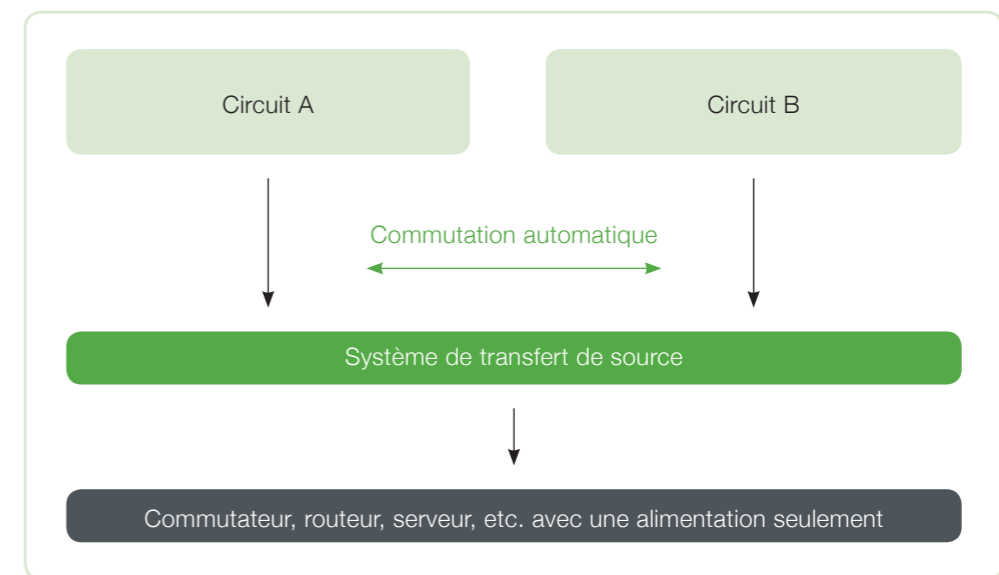 Circuit A
Circuit B
Commutation automatique
Système de transfert de source
Commutateur, routeur, serveur, etc. avec une alimentation seulement